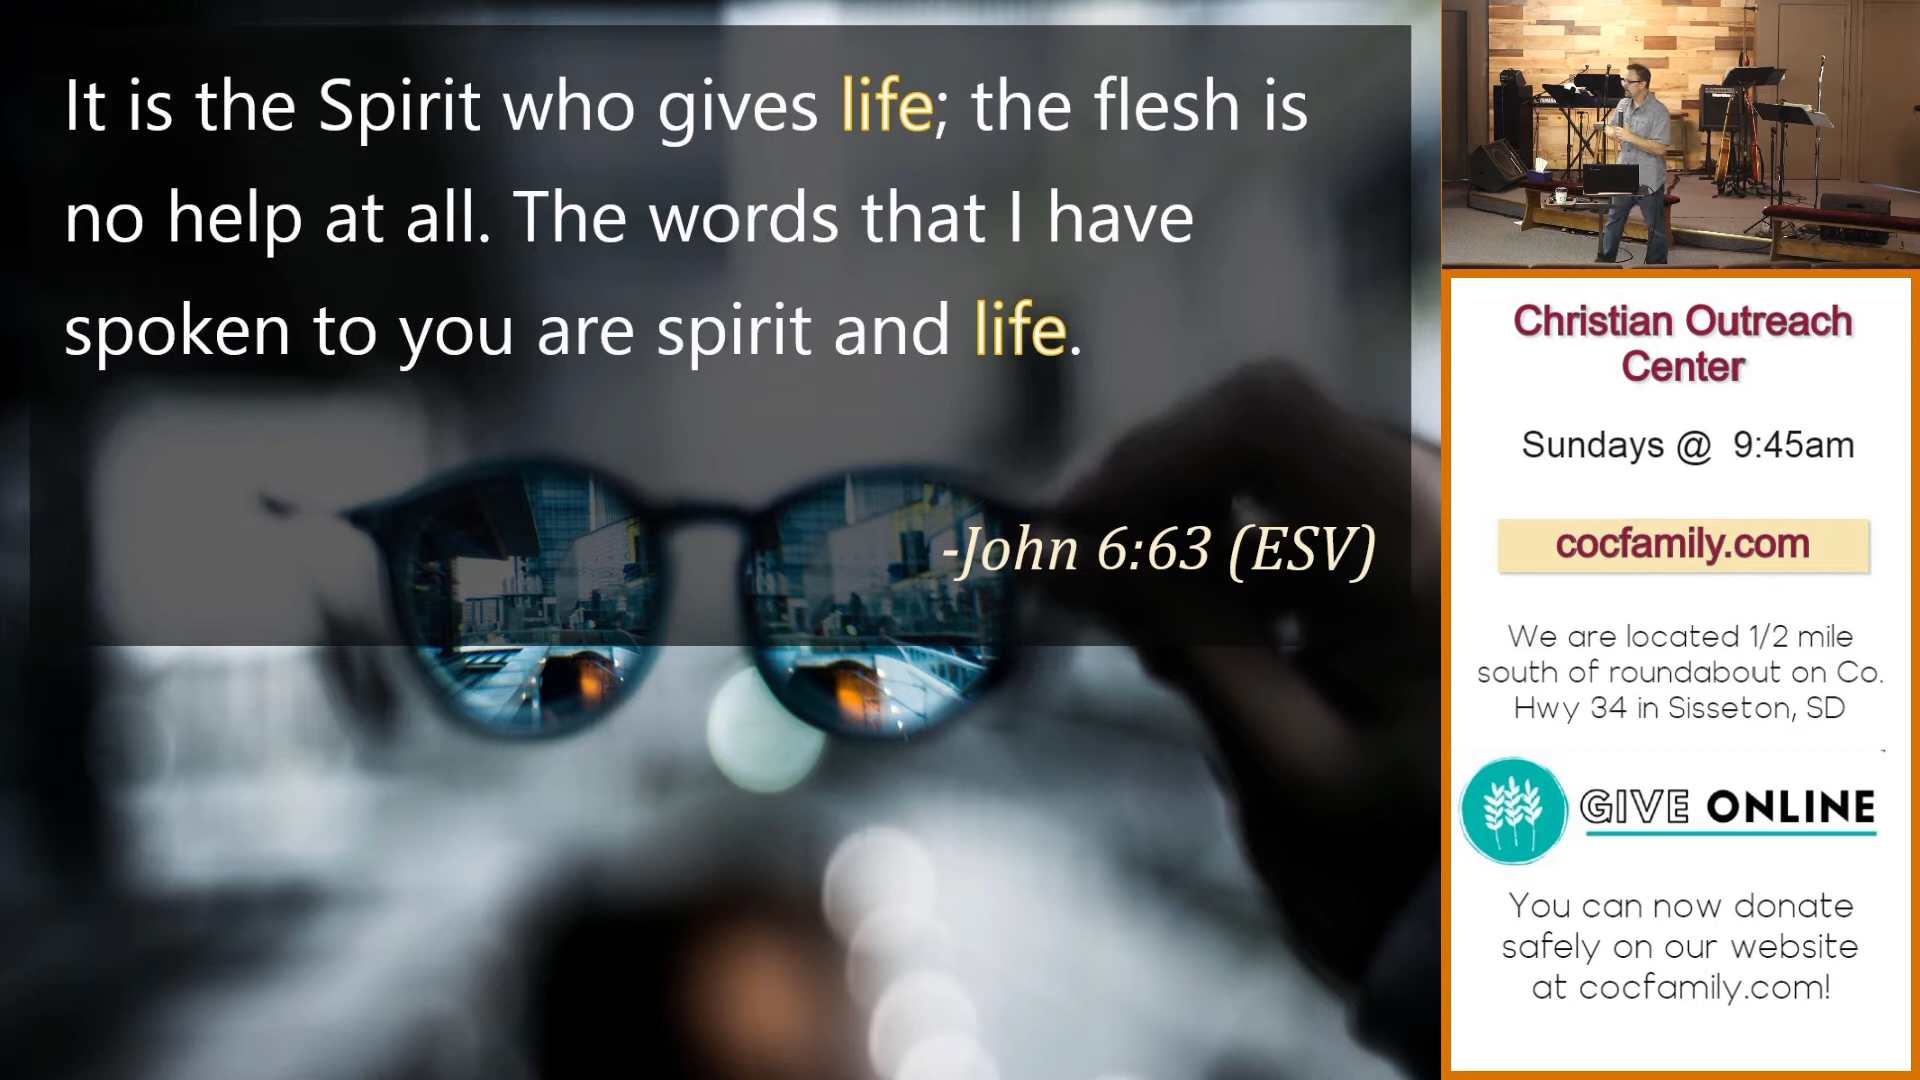 It is the Spirit who gives life; the flesh is
no help at all. The words that I have
spoken to you are spirit and life.
-John 6:63 (ESV)
Christian Outreach
Center
Sundays @ 9:45am
cocfamily.com
We are located 1/2 mile
south of roundabout on Co.
Hwy 34 in Sisseton, SD
GIVE ONLINE
You can now donate
safely on our website
at cocfamily.com!